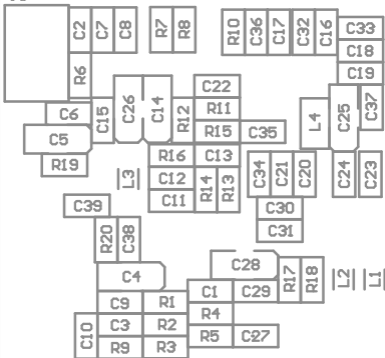 C2 C7 C8 R7 R8 R10 C36 C17 C32 C16 C33
C18
R6 C19
C22
C6 C15 C26 C14 R12 R11 L4 C25 C37
C5 R15 C35
R19 R16 C13 C34 C21 C20 C24 C23
L3 C12 R14 R13
C39 C11 C30
R20 C38 C31
C4 C28 R17 R18 L2 L1
C9 R1 C1 C29
C10 C3 R2 R4
R9 R3 R5 C27